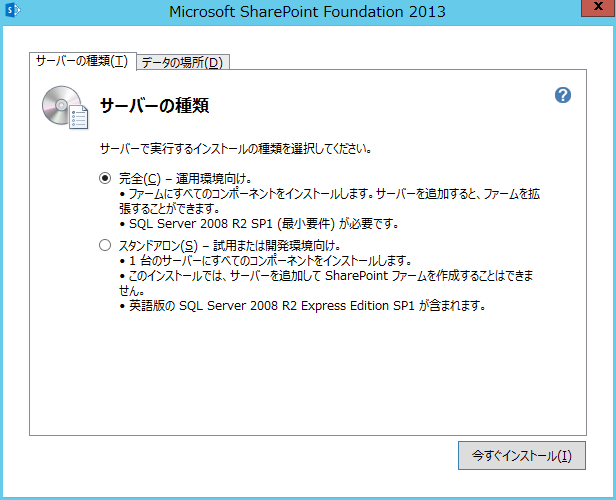 Microsoft SharePoint Foundation 2013
サーバーの種類(T)
データの場所(D)
サーバーの種類
サーバーで実行するインストールの種類を選択してください。
完全(C) – 運用環境向け。
• ファームにすべてのコンポーネントをインストールします。サーバーを追加すると、ファームを拡
張することができます。
• SQL Server 2008 R2 SP1 (最小要件) が必要です。
スタンドアロン(S) – 試用または開発環境向け。
• 1 台のサーバーにすべてのコンポーネントをインストールします。
• このインストールでは、サーバーを追加して SharePoint ファームを作成することはできま
せん。
• 英語版の SQL Server 2008 R2 Express Edition SP1 が含まれます。
今すぐインストール(I)